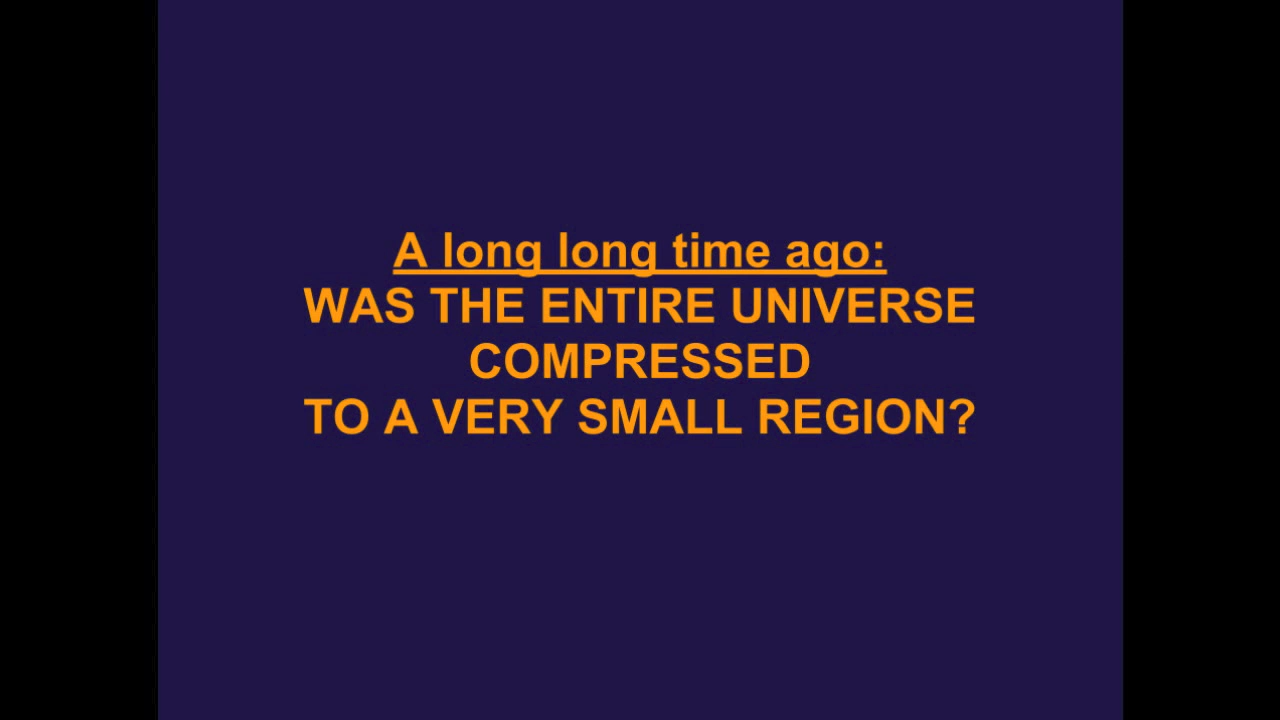 A long long time ago:
WAS THE ENTIRE UNIVERSE
COMPRESSED
TO A VERY SMALL REGION?